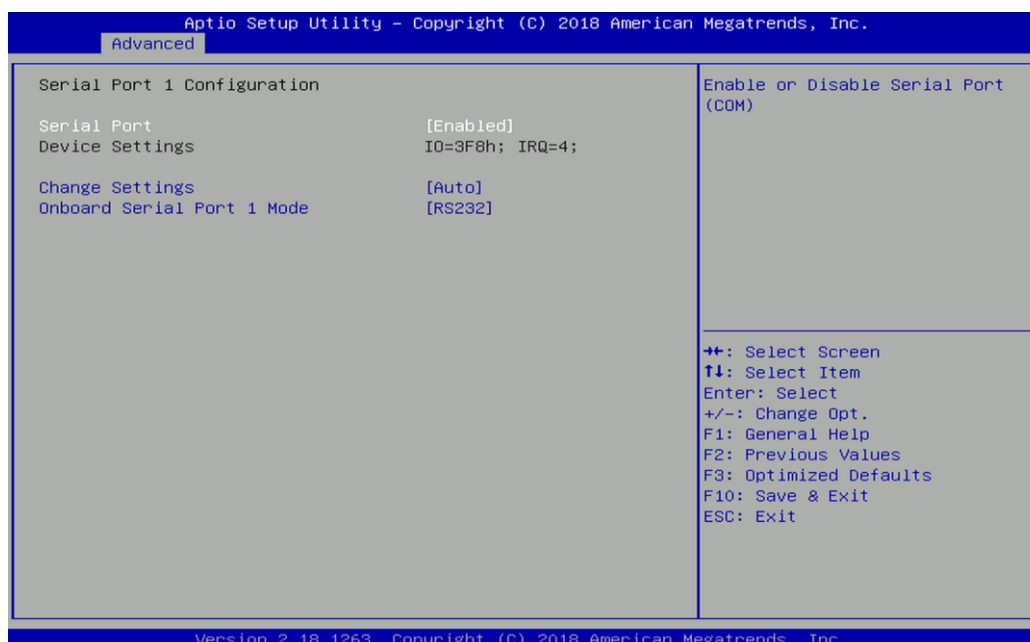 Aptio Setup Utility – Copyright (C) 2018 American Megatrends, Inc.
Advanced
Serial Port 1 Configuration
Serial Port [Enabled]
Device Settings IO=3F8h; IRQ=4;
Change Settings [Auto]
Onboard Serial Port 1 Mode [RS232]
Enable or Disable Serial Port
(COM)
→←: Select Screen
↑↓: Select Item
Enter: Select
+/-: Change Opt.
F1: General Help
F2: Previous Values
F3: Optimized Defaults
F10: Save & Exit
ESC: Exit
Version 2.18.1263. Copyright (C) 2018 American Megatrends, Inc.